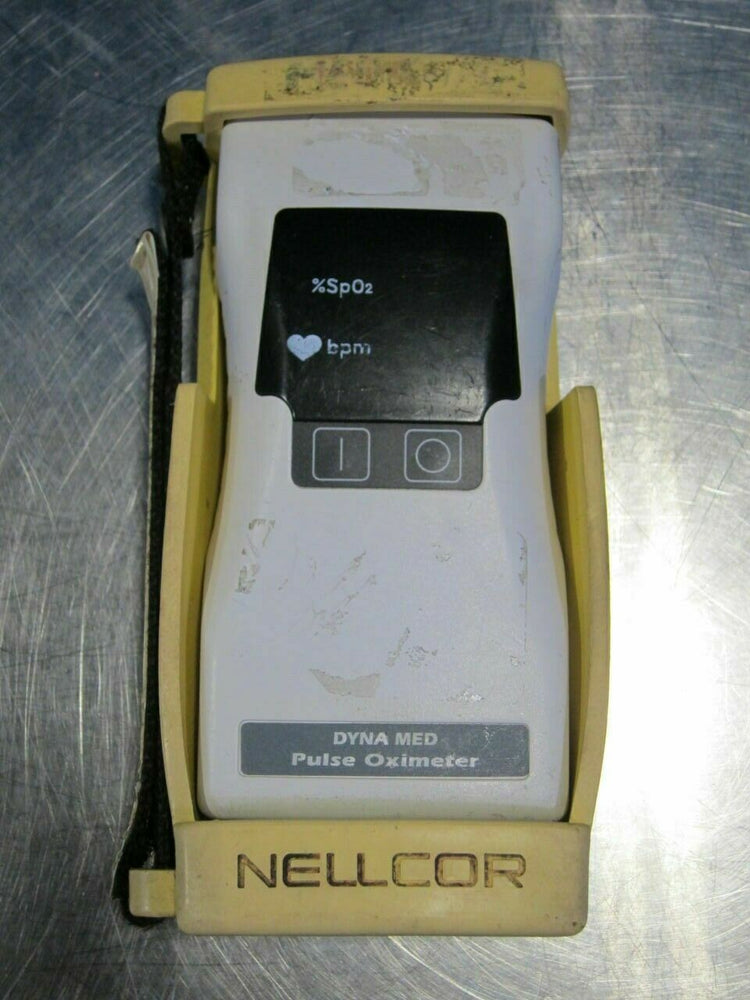 %SpO₂
bpm
DYNA MED
Pulse Oximeter
NELLCOR